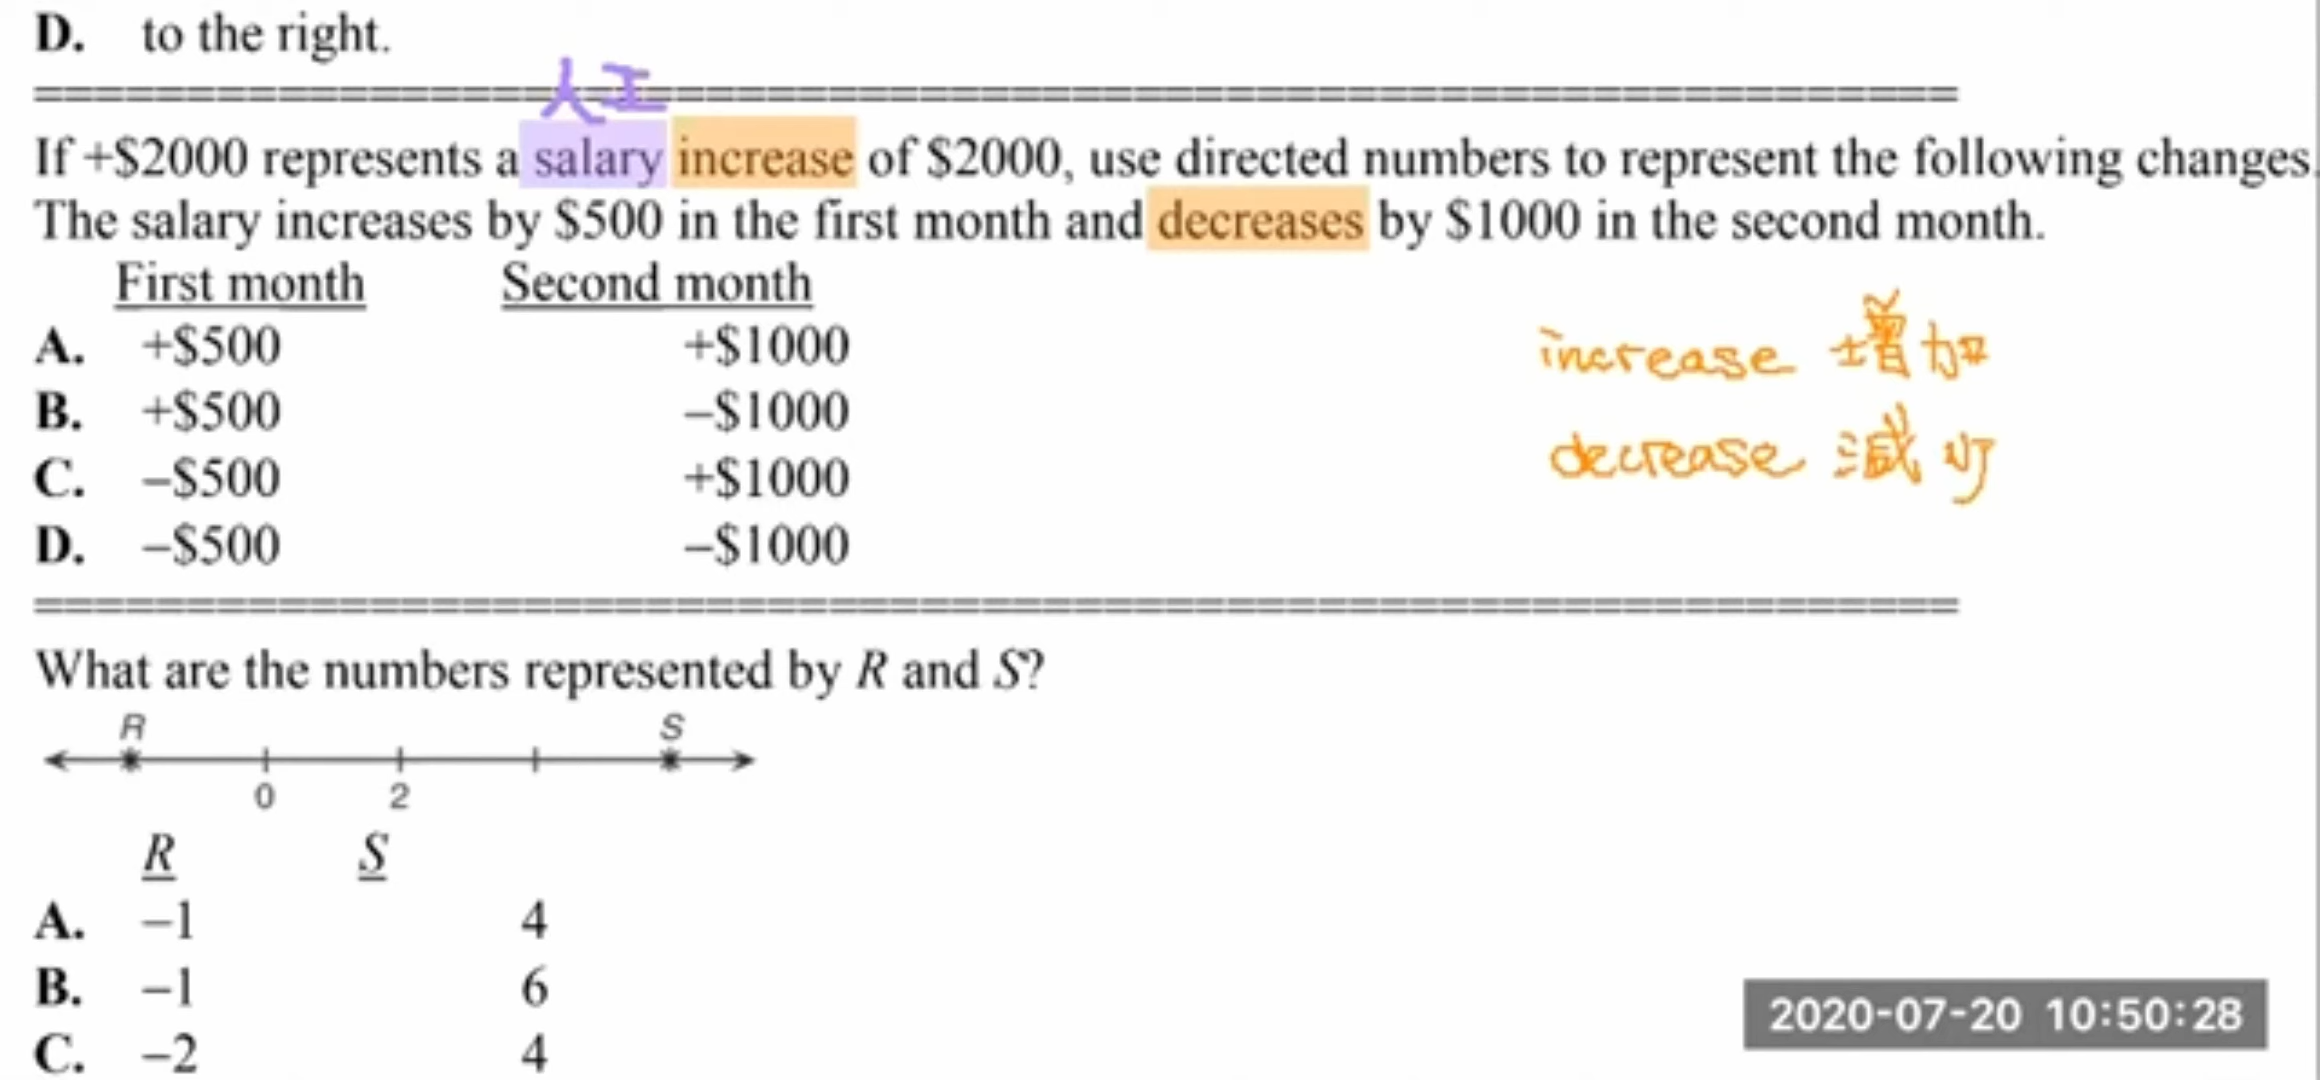 D. to the right.
人工
================================================================
If +$2000 represents a salary increase of $2000, use directed numbers to represent the following changes.
The salary increases by $500 in the first month and decreases by $1000 in the second month.
First month Second month
A. +$500 +$1000
B. +$500 –$1000
C. –$500 +$1000
D. –$500 –$1000
increase 增加
decrease 減少
================================================================
What are the numbers represented by R and S?
R S
0 2
R S
A. –1 4
B. –1 6
C. –2 4
2020-07-20 10:50:28